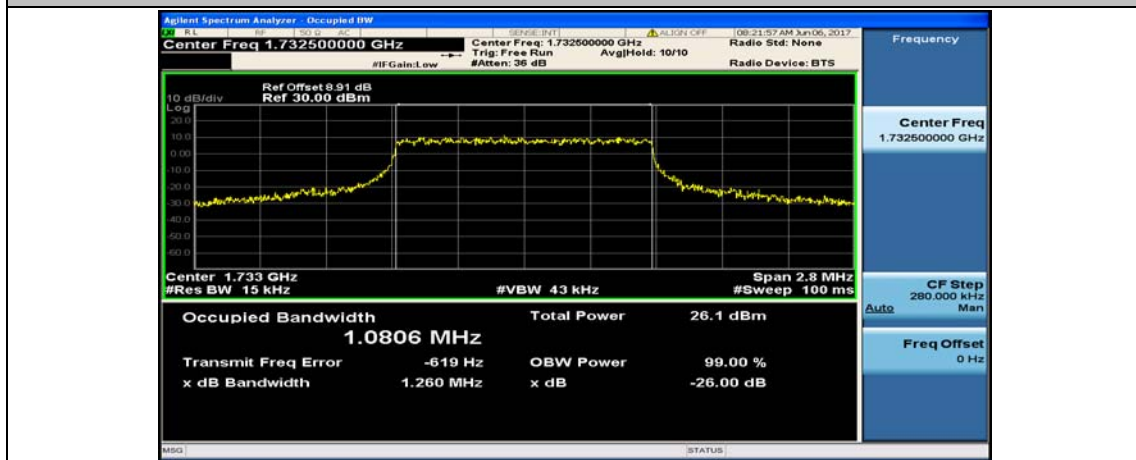 Agilent Spectrum Analyzer - Occupied BW
RL RF 50 Ω AC SENSE:INT ALIGN OFF 08:21:57 AM Jun 06, 2017
Center Freq 1.732500000 GHz
Center Freq: 1.732500000 GHz
Radio Std: None
Trig: Free Run Avg|Hold: 10/10
#IFGain:Low #Atten: 36 dB Radio Device: BTS
Ref Offset 8.91 dB
10 dB/div Ref 30.00 dBm
Log
20.0
10.0
0.00
-10.0
-20.0
-30.0
-40.0
-50.0
-60.0
Center 1.733 GHz Span 2.8 MHz
#Res BW 15 kHz #VBW 43 kHz #Sweep 100 ms
Occupied Bandwidth Total Power 26.1 dBm
1.0806 MHz
Transmit Freq Error -619 Hz OBW Power 99.00 %
x dB Bandwidth 1.260 MHz x dB -26.00 dB
MSG STATUS
Frequency
Center Freq
1.732500000 GHz
CF Step
280.000 kHz
Auto Man
Freq Offset
0 Hz